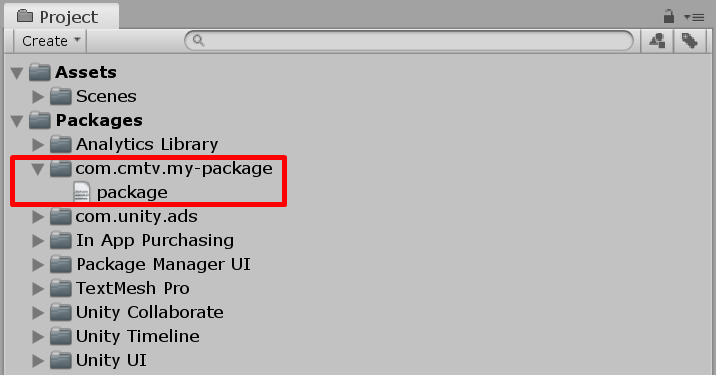 Project
Create
Assets
Scenes
Packages
Analytics Library
com.cmtv.my-package
package
com.unity.ads
In App Purchasing
Package Manager UI
TextMesh Pro
Unity Collaborate
Unity Timeline
Unity UI